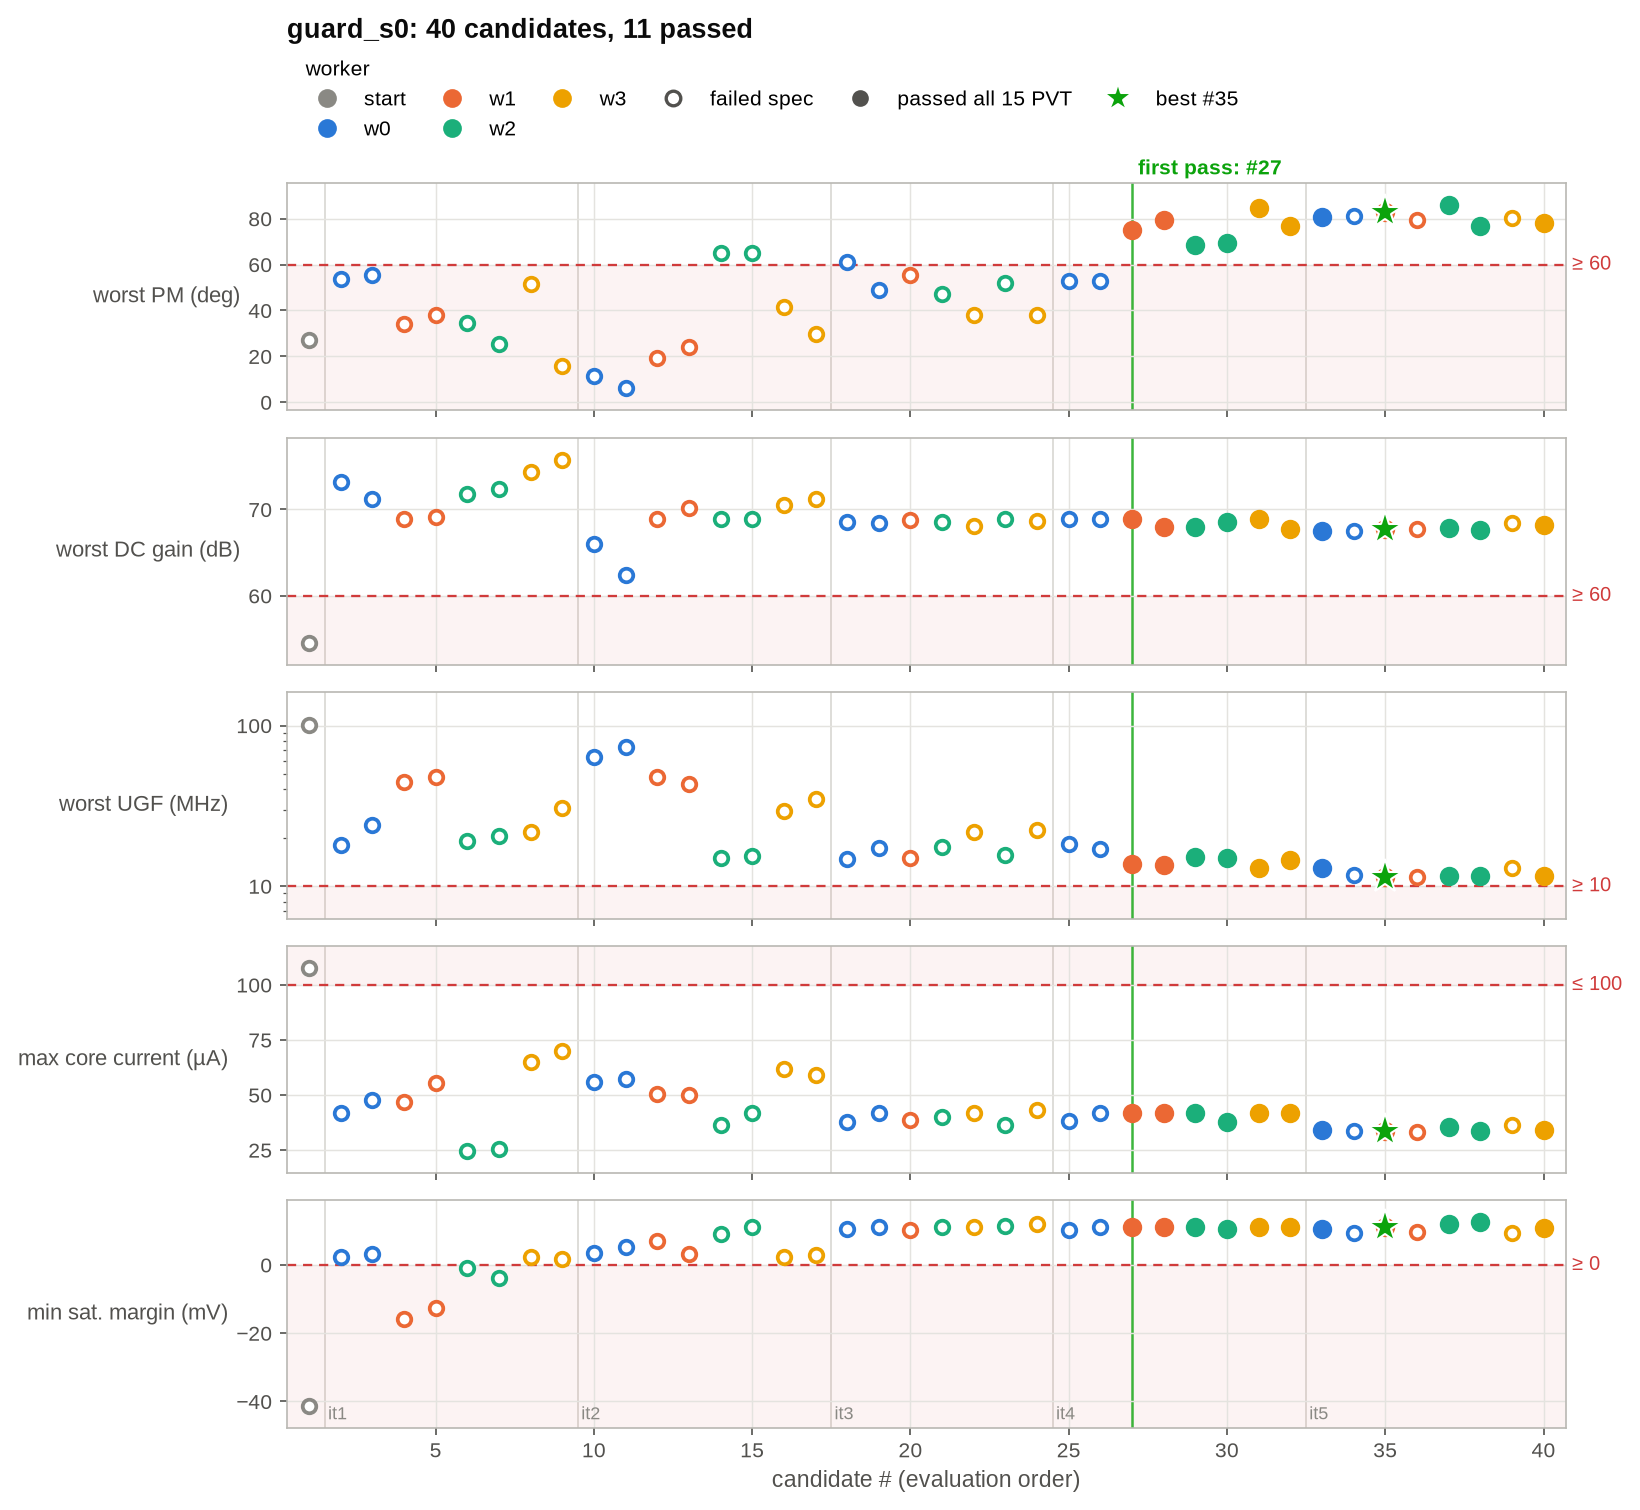 guard_s0: 40 candidates, 11 passed
worker
start w1 w3 failed spec passed all 15 PVT best #35
w0 w2
first pass: #27
80
60
40
20
0
worst PM (deg)
≥ 60
70
60
worst DC gain (dB)
≥ 60
100
10
worst UGF (MHz)
≥ 10
100
75
50
25
max core current (µA)
≤ 100
0
−20
−40
min sat. margin (mV)
≥ 0
it1 it2 it3 it4 it5
5 10 15 20 25 30 35 40
candidate # (evaluation order)